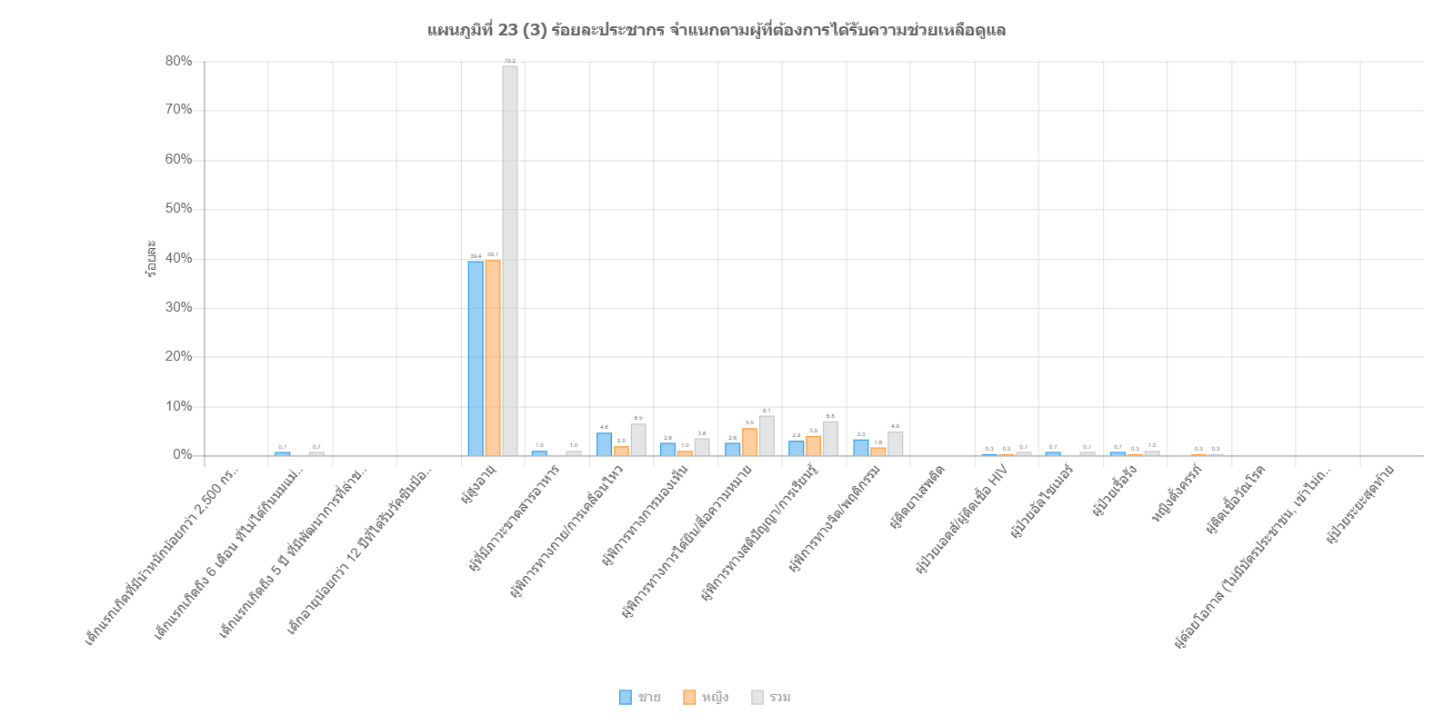 แผนภูมิที่ 23 (3) ร้อยละประชากร จำแนกตามผู้ที่ต้องการได้รับความช่วยเหลือดูแล
80%
70%
60%
50%
40%
30%
20%
10%
0%
ร้อยละ
0.7 0.7
39.4 39.7 79.2
1.0 1.0
4.6 2.0 6.5
2.6 1.0 3.6
2.6 5.5 8.1
2.9 3.9 6.8
3.3 1.6 4.9
0.3 0.3 0.7
0.7 0.7
0.7 0.3 1.0
0.3 0.3
เด็กแรกเกิดที่มีน้ำหนักน้อยกว่า 2,500 กร..
เด็กแรกเกิดถึง 6 เดือน ที่ไม่ได้กินนมแม่..
เด็กแรกเกิดถึง 5 ปี ที่มีพัฒนาการที่ล่าช..
เด็กอายุน้อยกว่า 12 ปีที่ได้รับวัคซีนป้อ..
ผู้สูงอายุ
ผู้ที่มีภาวะขาดสารอาหาร
ผู้พิการทางกาย/การเคลื่อนไหว
ผู้พิการทางการมองเห็น
ผู้พิการทางการได้ยิน/สื่อความหมาย
ผู้พิการทางสติปัญญา/การเรียนรู้
ผู้พิการทางจิต/พฤติกรรม
ผู้ติดยาเสพติด
ผู้ป่วยเอดส์/ผู้ติดเชื้อ HIV
ผู้ป่วยอัลไซเมอร์
ผู้ป่วยเรื้อรัง
หญิงตั้งครรภ์
ผู้ติดเชื้อวัณโรค
ผู้ด้อยโอกาส (ไม่มีบัตรประชาชน, เข้าไม่ถ..
ผู้ป่วยระยะสุดท้าย
ชาย หญิง รวม